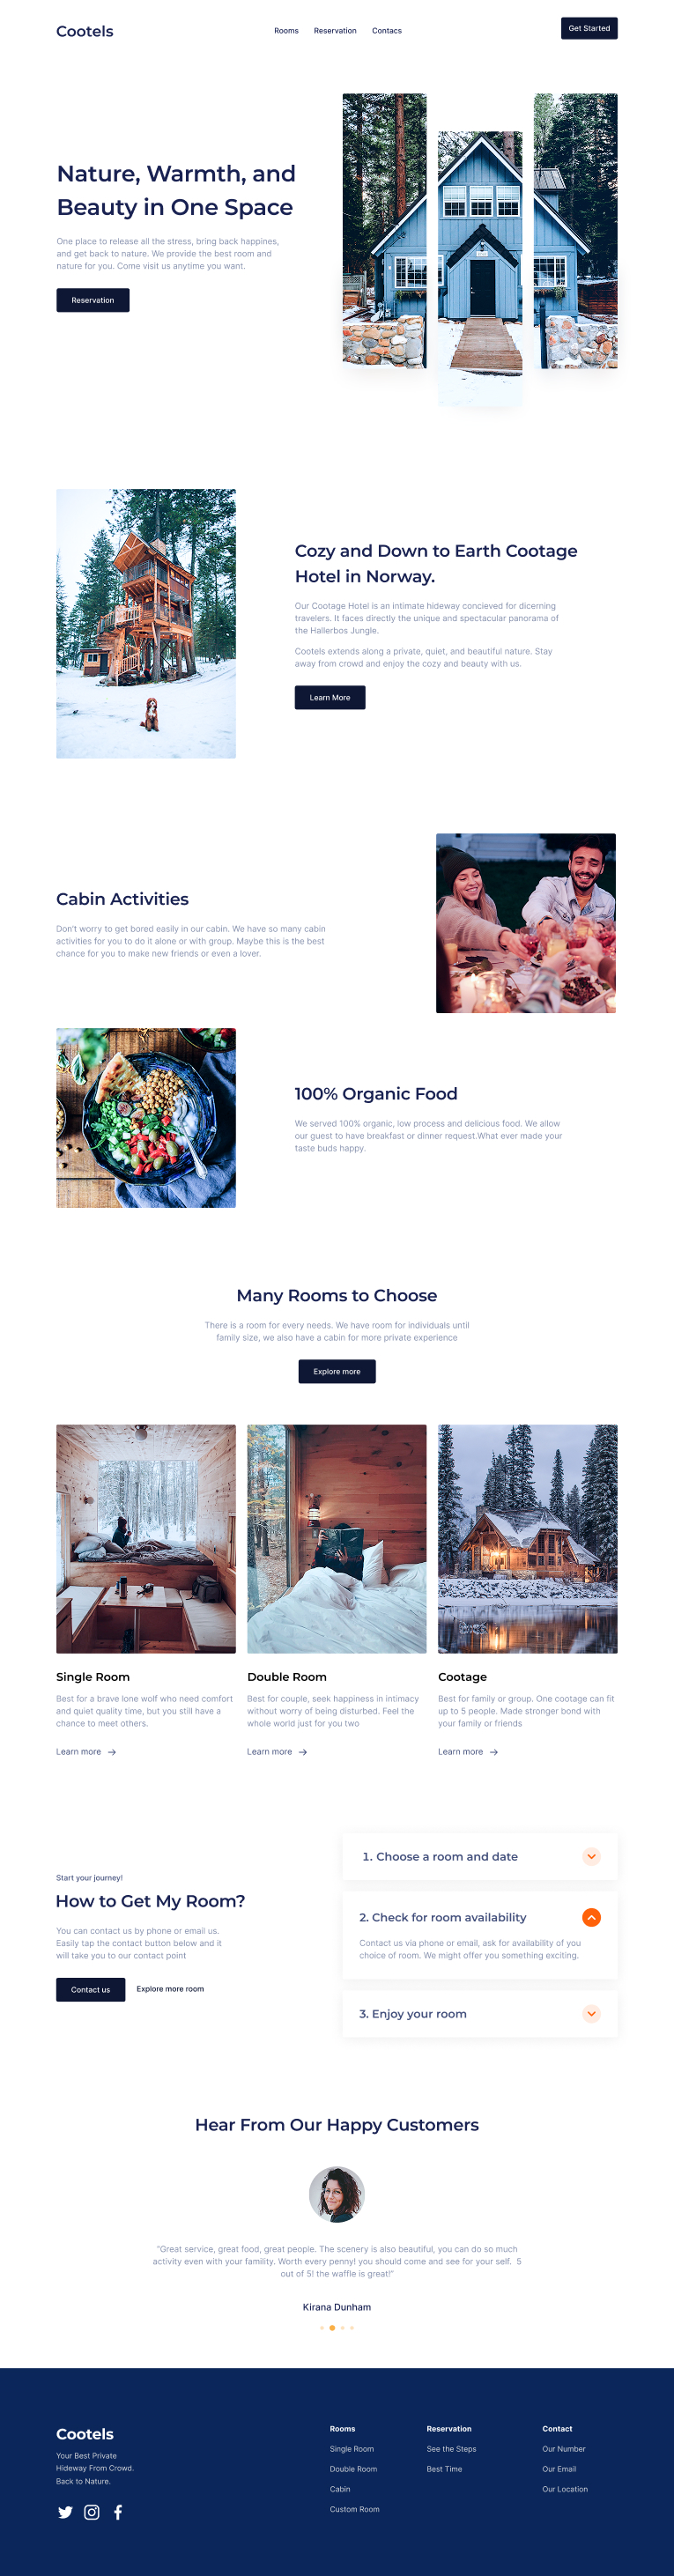 Cootels
Rooms
Reservation
Contacs
Get Started
Nature, Warmth, and
Beauty in One Space
One place to release all the stress, bring back happines,
and get back to nature. We provide the best room and
nature for you. Come visit us anytime you want.
Reservation
Cozy and Down to Earth Cootage
Hotel in Norway.
Our Cootage Hotel is an intimate hideway concieved for dicerning
travelers. It faces directly the unique and spectacular panorama of
the Hallerbos Jungle.
Cootels extends along a private, quiet, and beautiful nature. Stay
away from crowd and enjoy the cozy and beauty with us.
Learn More
Cabin Activities
Don't worry to get bored easily in our cabin. We have so many cabin
activities for you to do it alone or with group. Maybe this is the best
chance for you to make new friends or even a lover.
100% Organic Food
We served 100% organic, low process and delicious food. We allow
our guest to have breakfast or dinner request.What ever made your
taste buds happy.
Many Rooms to Choose
There is a room for every needs. We have room for individuals until
family size, we also have a cabin for more private experience
Explore more
Single Room
Best for a brave lone wolf who need comfort
and quiet quality time, but you still have a
chance to meet others.
Learn more
Double Room
Best for couple, seek happiness in intimacy
without worry of being disturbed. Feel the
whole world just for you two
Learn more
Cootage
Best for family or group. One cootage can fit
up to 5 people. Made stronger bond with
your family or friends
Learn more
Start your journey!
How to Get My Room?
You can contact us by phone or email us.
Easily tap the contact button below and it
will take you to our contact point
Contact us
Explore more room
1. Choose a room and date
2. Check for room availability
Contact us via phone or email, ask for availability of you
choice of room. We might offer you something exciting.
3. Enjoy your room
Hear From Our Happy Customers
"Great service, great food, great people. The scenery is also beautiful, you can do so much
activity even with your famility. Worth every penny! you should come and see for your self. 5
out of 5! the waffle is great!"
Kirana Dunham
Cootels
Your Best Private
Hideway From Crowd.
Back to Nature.
Rooms
Single Room
Double Room
Cabin
Custom Room
Reservation
See the Steps
Best Time
Contact
Our Number
Our Email
Our Location